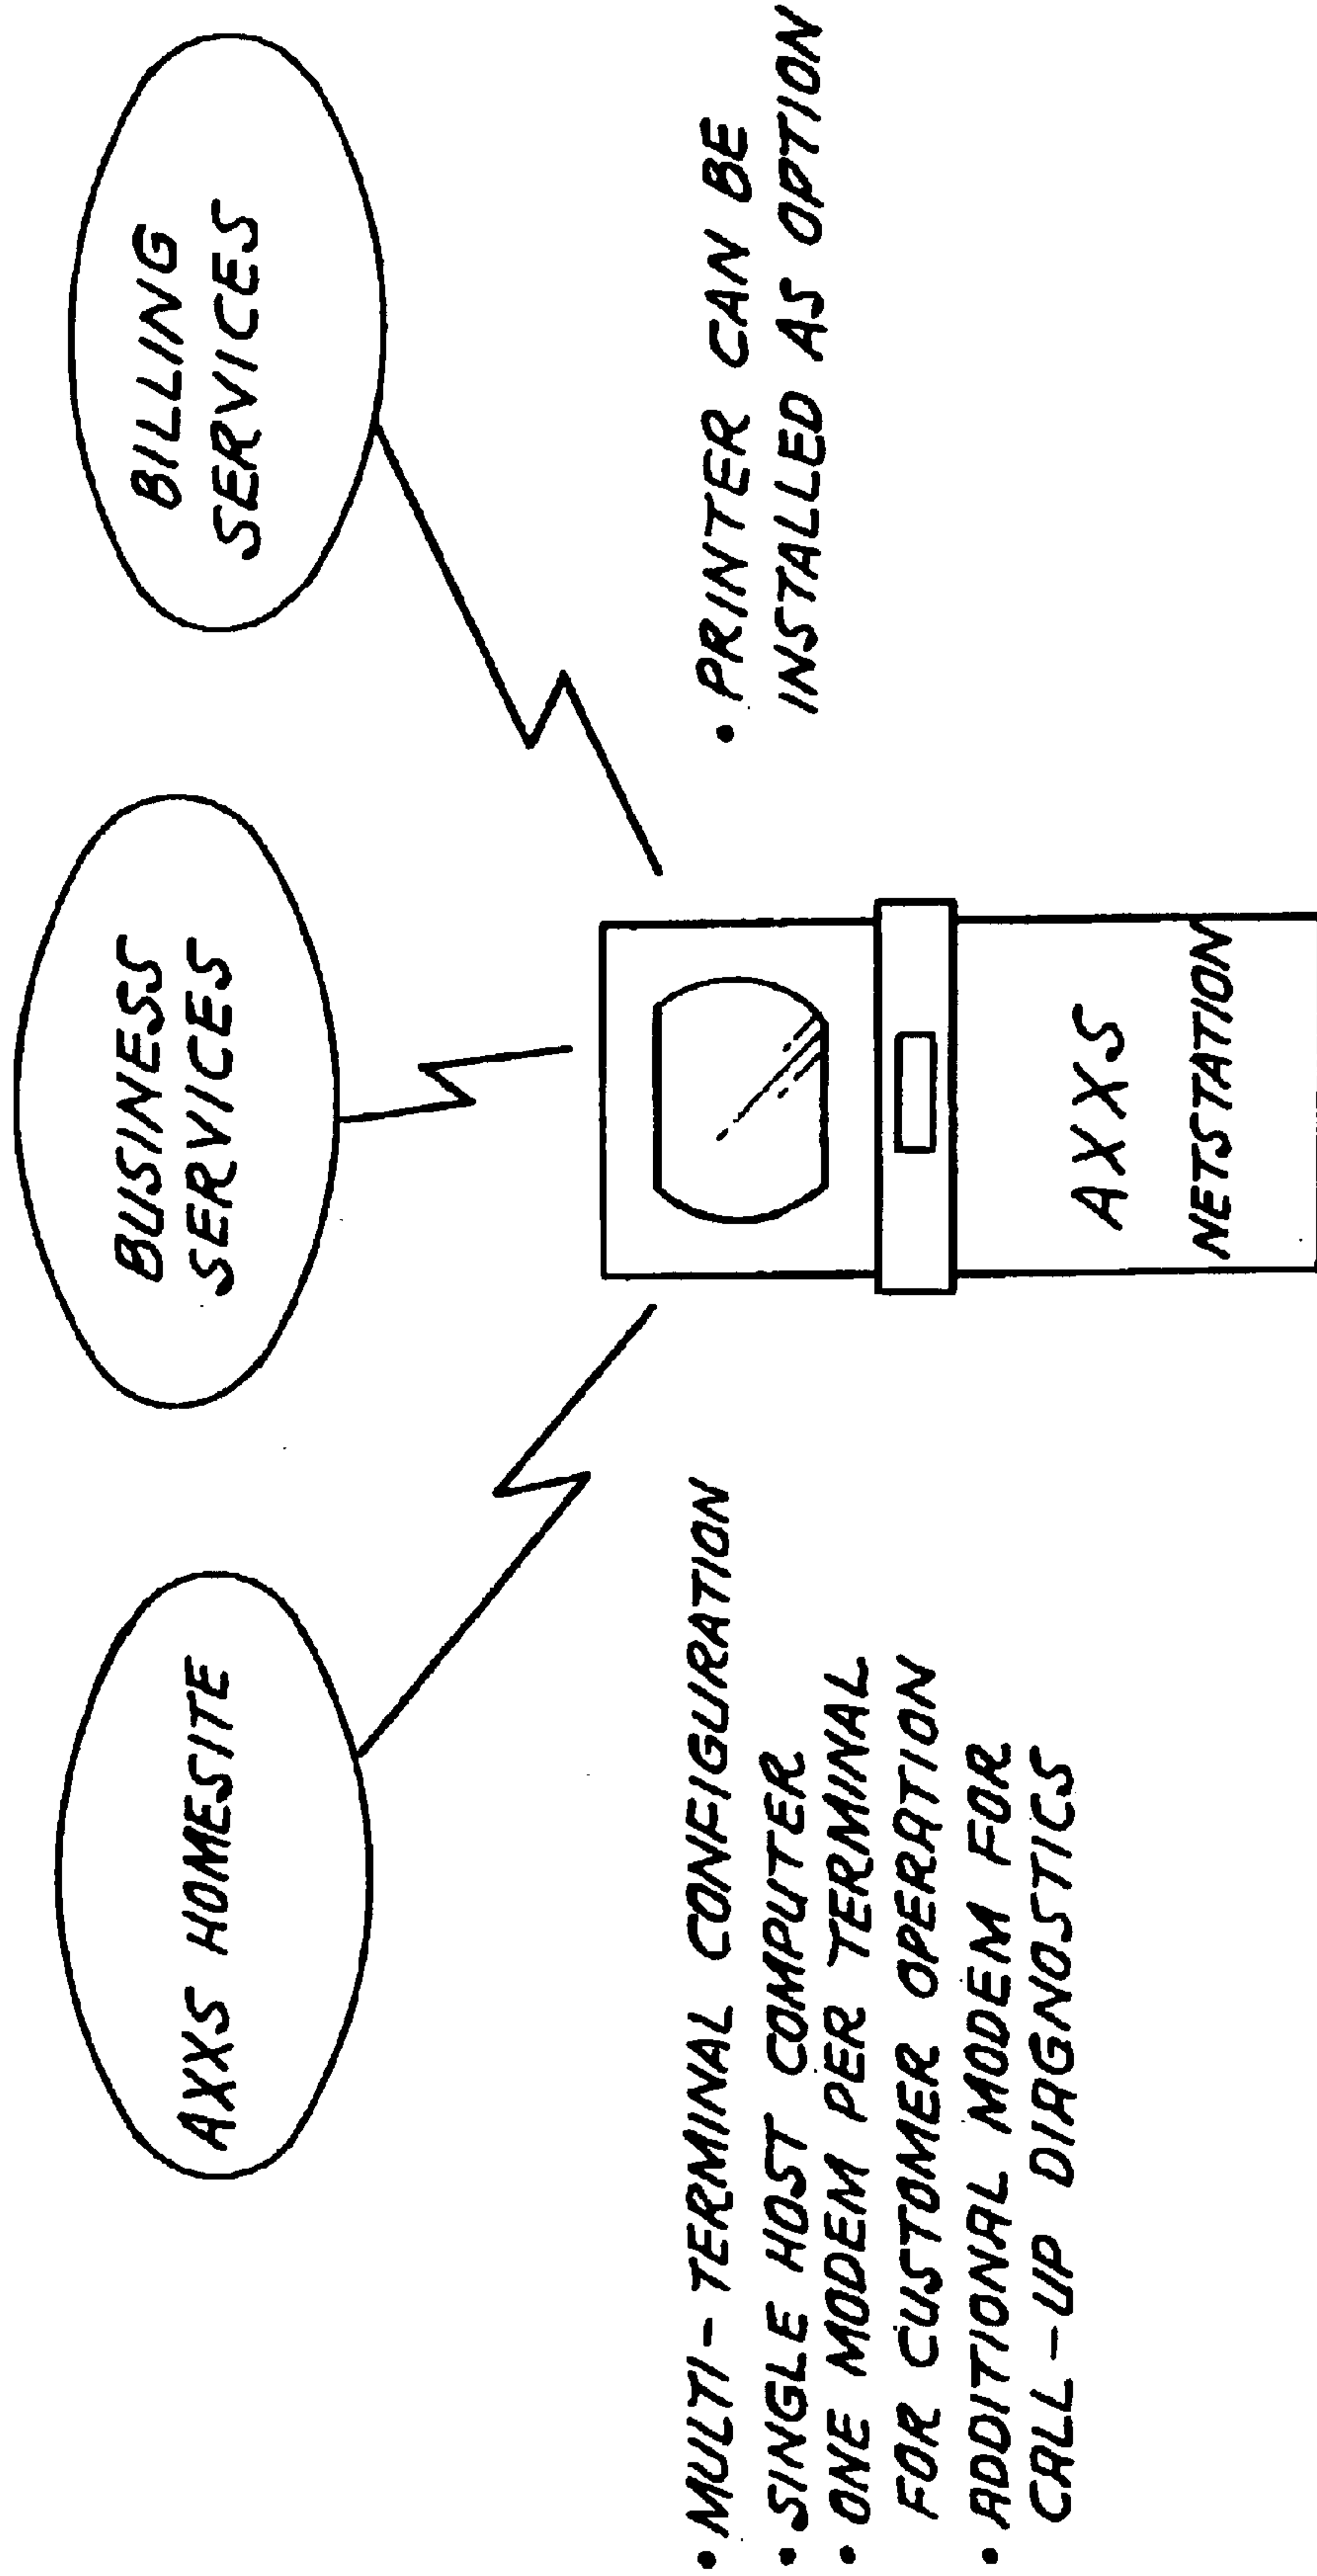 AXXS HOMESITE
BUSINESS
SERVICES
BILLING
SERVICES
• MULTI-TERMINAL CONFIGURATION
• SINGLE HOST COMPUTER
• ONE MODEM PER TERMINAL
FOR CUSTOMER OPERATION
• ADDITIONAL MODEM FOR
CALL-UP DIAGNOSTICS
AXXS
NETSTATION
• PRINTER CAN BE
INSTALLED AS OPTION